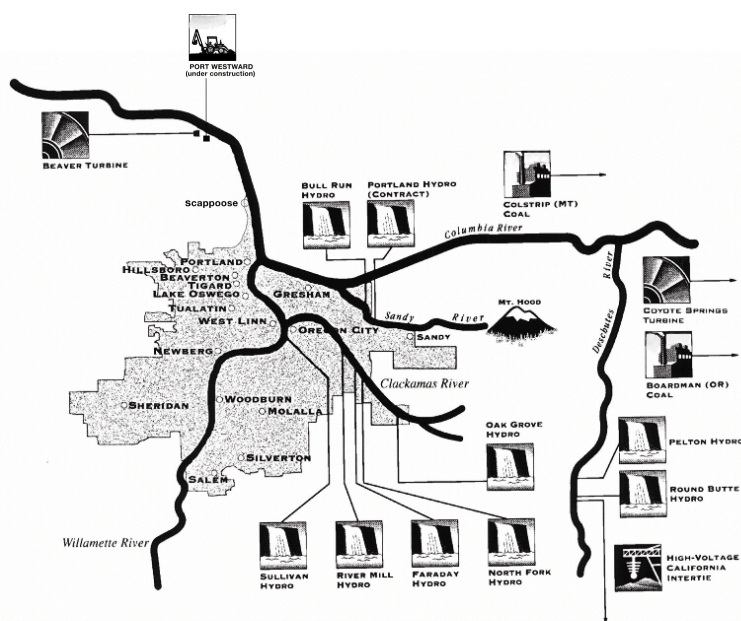 PORT WESTWARD
(under construction)
BEAVER TURBINE
Scappoose
BULL RUN
HYDRO
PORTLAND HYDRO
(CONTRACT)
COLSTRIP (MT)
COAL
Columbia River
PORTLAND
HILLSBORO
BEAVERTON
TIGARD
LAKE OSWEGO
TUALATIN
WEST LINN
NEWBERG
GRESHAM
OREGON CITY
Sandy River
SANDY
MT. HOOD
Deschutes River
COYOTE SPRINGS
TURBINE
BOARDMAN (OR)
COAL
Clackamas River
SHERIDAN
WOODBURN
MOLALLA
SILVERTON
SALEM
OAK GROVE
HYDRO
PELTON HYDRO
ROUND BUTTE
HYDRO
Willamette River
SULLIVAN
HYDRO
RIVER MILL
HYDRO
FARADAY
HYDRO
NORTH FORK
HYDRO
HIGH-VOLTAGE
CALIFORNIA
INTERTIE